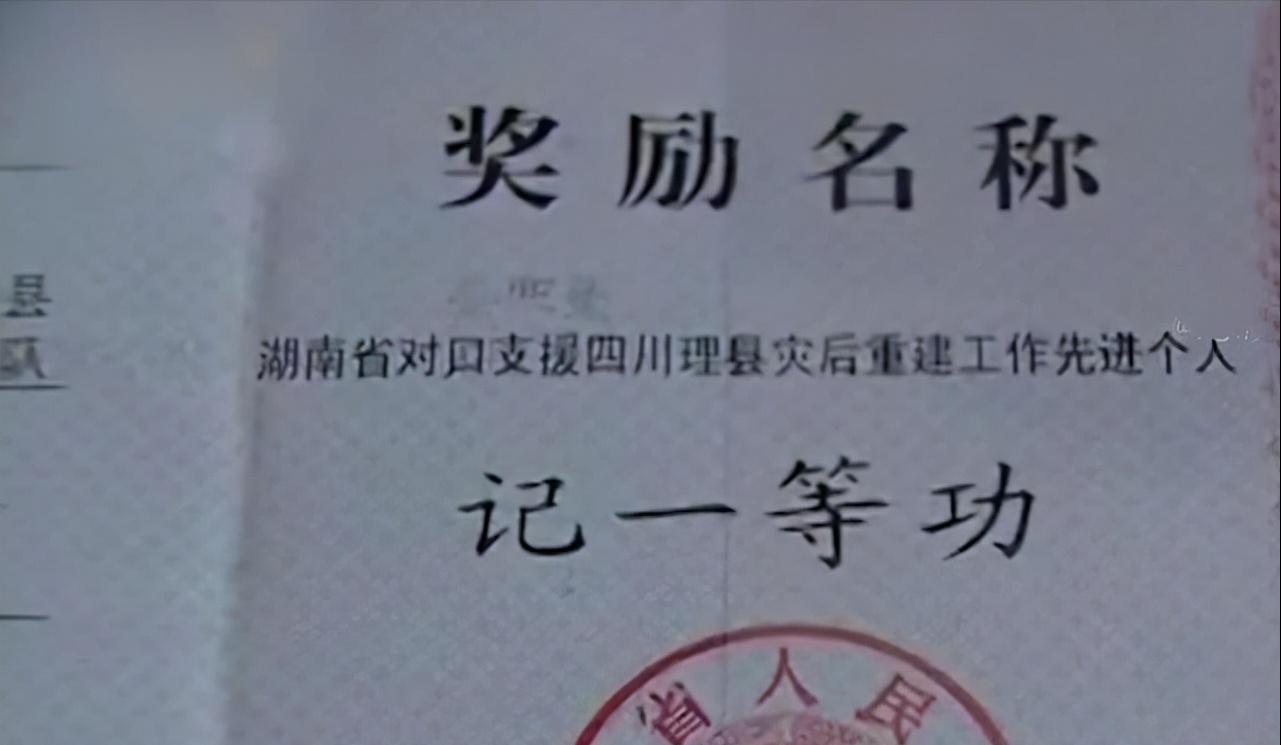 奖励名称
县
队
湖南省对口支援四川理县灾后重建工作先进个人
记一等功
省人民